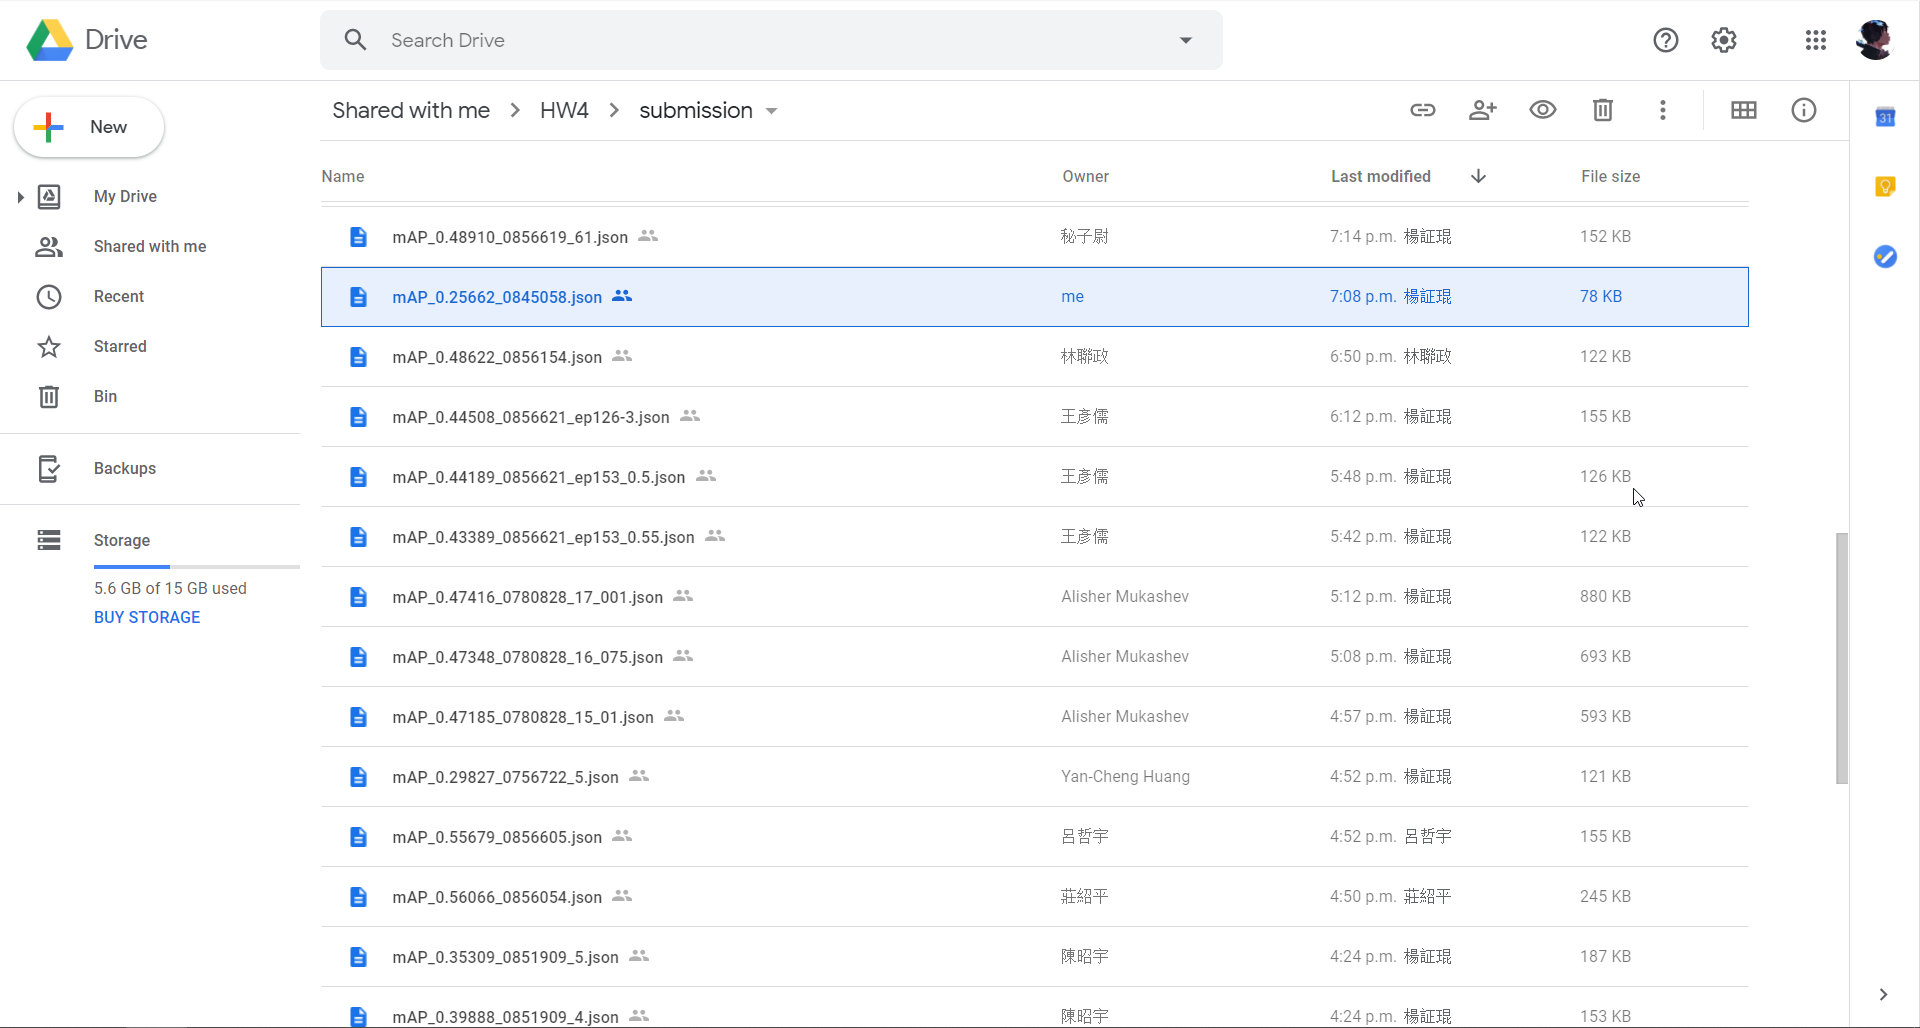 Drive
Search Drive
New
My Drive
Shared with me
Recent
Starred
Bin
Backups
Storage
5.6 GB of 15 GB used
BUY STORAGE
Shared with me > HW4 > submission
31
Name Owner Last modified File size
mAP_0.48910_0856619_61.json 秘子尉 7:14 p.m. 楊証琨 152 KB
mAP_0.25662_0845058.json me 7:08 p.m. 楊証琨 78 KB
mAP_0.48622_0856154.json 林聯政 6:50 p.m. 林聯政 122 KB
mAP_0.44508_0856621_ep126-3.json 王彥儒 6:12 p.m. 楊証琨 155 KB
mAP_0.44189_0856621_ep153_0.5.json 王彥儒 5:48 p.m. 楊証琨 126 KB
mAP_0.43389_0856621_ep153_0.55.json 王彥儒 5:42 p.m. 楊証琨 122 KB
mAP_0.47416_0780828_17_001.json Alisher Mukashev 5:12 p.m. 楊証琨 880 KB
mAP_0.47348_0780828_16_075.json Alisher Mukashev 5:08 p.m. 楊証琨 693 KB
mAP_0.47185_0780828_15_01.json Alisher Mukashev 4:57 p.m. 楊証琨 593 KB
mAP_0.29827_0756722_5.json Yan-Cheng Huang 4:52 p.m. 楊証琨 121 KB
mAP_0.55679_0856605.json 呂哲宇 4:52 p.m. 呂哲宇 155 KB
mAP_0.56066_0856054.json 莊紹平 4:50 p.m. 莊紹平 245 KB
mAP_0.35309_0851909_5.json 陳昭宇 4:24 p.m. 楊証琨 187 KB
mAP_0.39888_0851909_4.json 陳昭宇 4:24 p.m. 楊証琨 153 KB